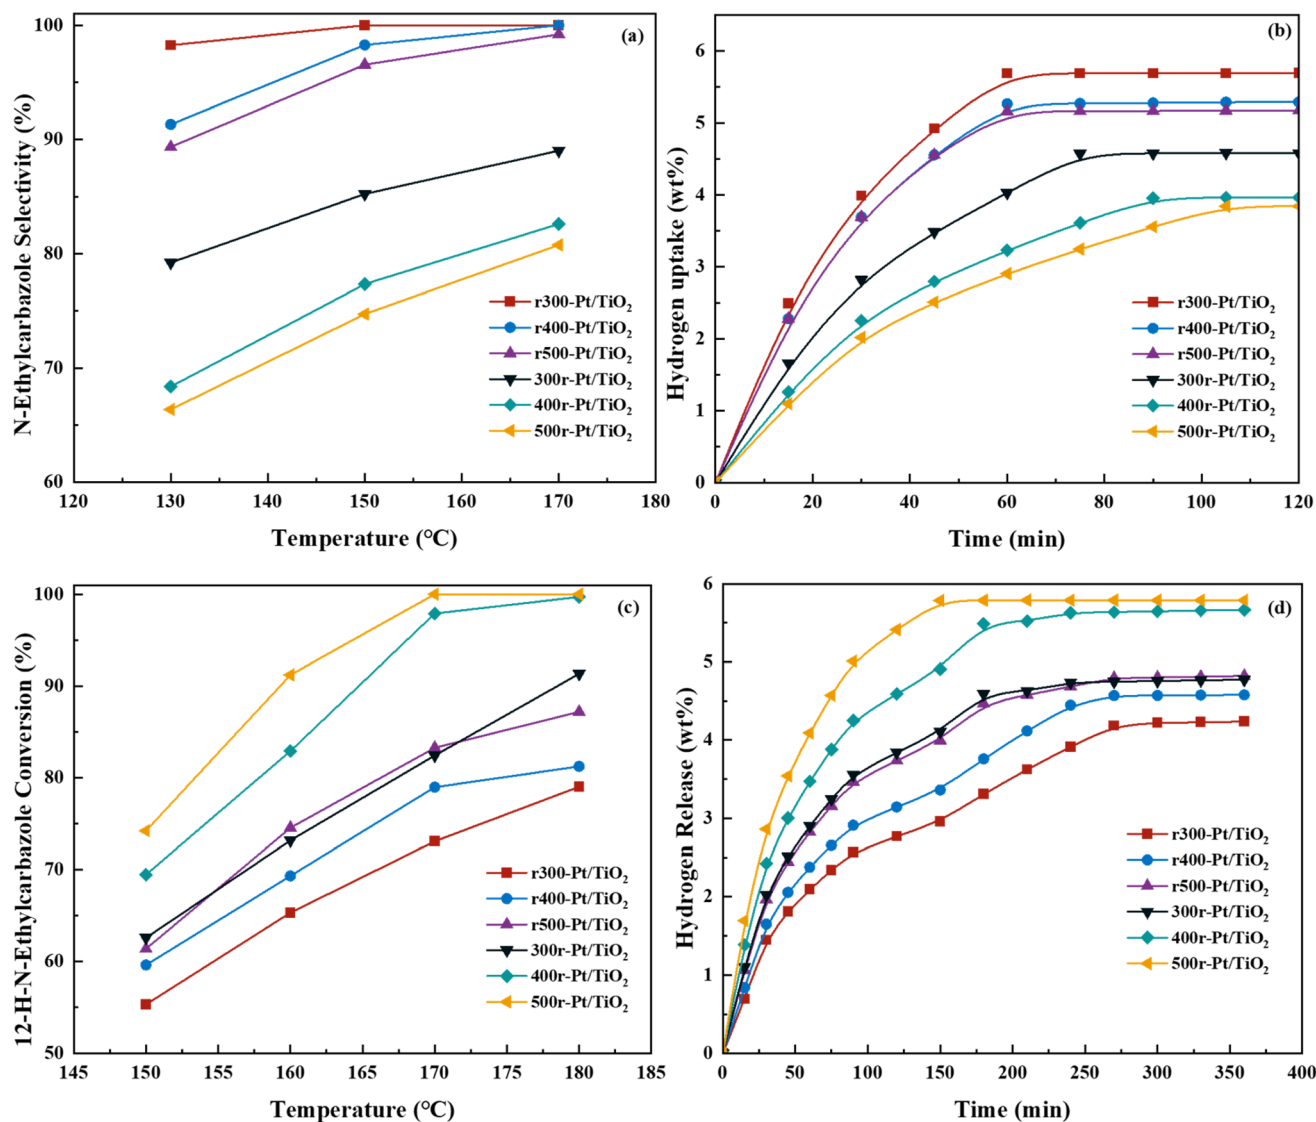 (a)
N-Ethylcarbazole Selectivity (%)
100
90
80
70
60
r300-Pt/TiO₂
r400-Pt/TiO₂
r500-Pt/TiO₂
300r-Pt/TiO₂
400r-Pt/TiO₂
500r-Pt/TiO₂
120 130 140 150 160 170 180
Temperature (°C)
(b)
Hydrogen uptake (wt%)
6
5
4
3
2
1
0
r300-Pt/TiO₂
r400-Pt/TiO₂
r500-Pt/TiO₂
300r-Pt/TiO₂
400r-Pt/TiO₂
500r-Pt/TiO₂
0 20 40 60 80 100 120
Time (min)
(c)
12-H-N-Ethylcarbazole Conversion (%)
100
90
80
70
60
50
r300-Pt/TiO₂
r400-Pt/TiO₂
r500-Pt/TiO₂
300r-Pt/TiO₂
400r-Pt/TiO₂
500r-Pt/TiO₂
145 150 155 160 165 170 175 180 185
Temperature (°C)
(d)
Hydrogen Release (wt%)
6
5
4
3
2
1
0
r300-Pt/TiO₂
r400-Pt/TiO₂
r500-Pt/TiO₂
300r-Pt/TiO₂
400r-Pt/TiO₂
500r-Pt/TiO₂
0 50 100 150 200 250 300 350 400
Time (min)